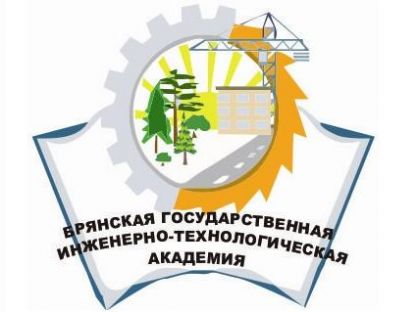 БРЯНСКАЯ ГОСУДАРСТВЕННАЯ
ИНЖЕНЕРНО-ТЕХНОЛОГИЧЕСКАЯ
АКАДЕМИЯ